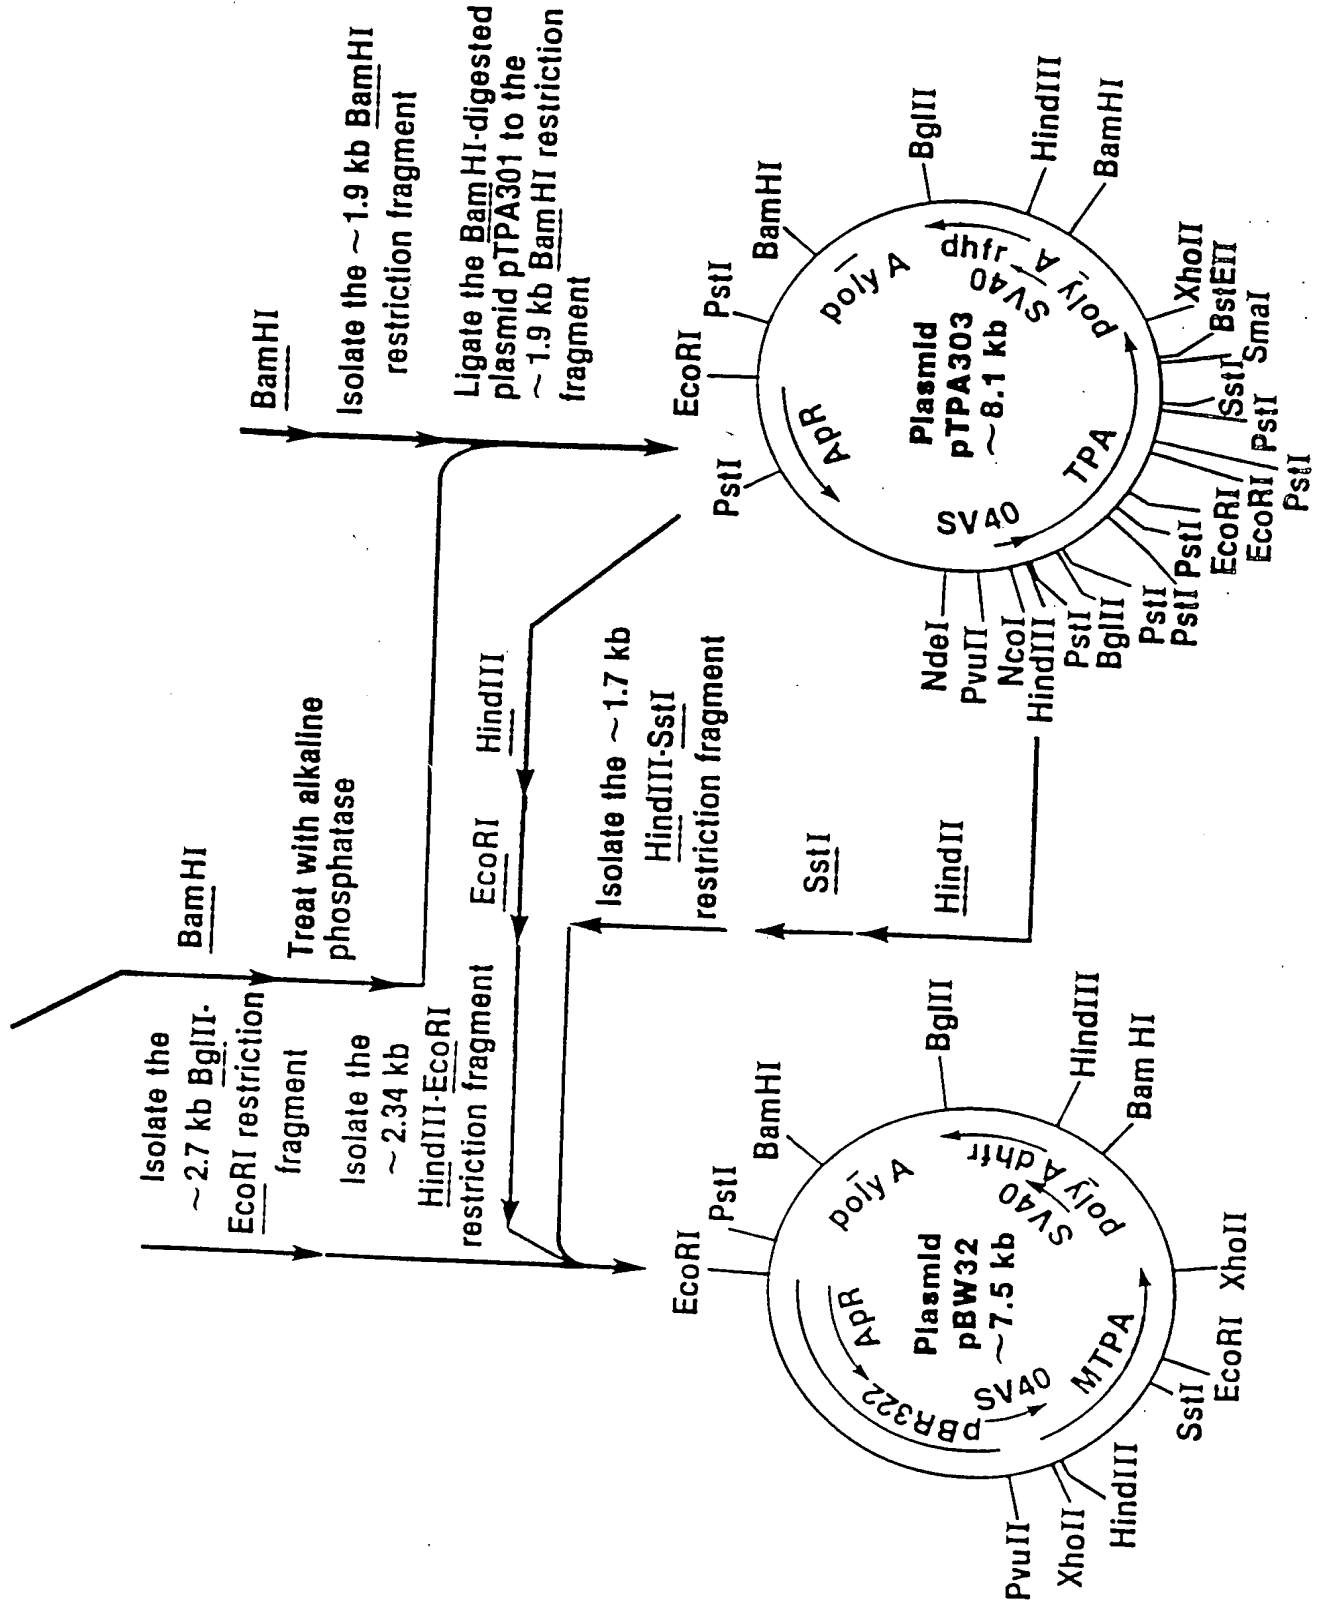 Isolate the
~2.7 kb BglII-
EcoRI restriction
fragment
Isolate the
~ 2.34 kb
HindIII-EcoRI
restriction fragment
BamHI
Treat with alkaline
phosphatase
EcoRI
HindIII
BamHI
Isolate the ~1.9 kb BamHI
restriction fragment
Ligate the BamHI-digested
plasmid pTPA301 to the
~1.9 kb BamHI restriction
fragment
Isolate the ~1.7 kb
HindIII-SstI
restriction fragment
SstI
HindII
EcoRI
PstI
BamHI
BglII
HindIII
Bam HI
XhoII
EcoRI
SstI
HindIII
XhoII
PvuII
poly A
dhfr
SV40
poly A
MTPA
SV40
pBR322
ApR
Plasmid
pBW32
~7.5 kb
PstI
EcoRI
PstI
BamHI
BglII
HindIII
BamHI
XhoII
BstEII
SmaI
SstI
PstI
PstI
EcoRI
EcoRI
PstI
PstI
PstI
BglII
PstI
HindIII
NcoI
PvuII
NdeI
APR
poly A
dhfr
SV40
poly A
TPA
SV40
Plasmid
pTPA303
~8.1 kb